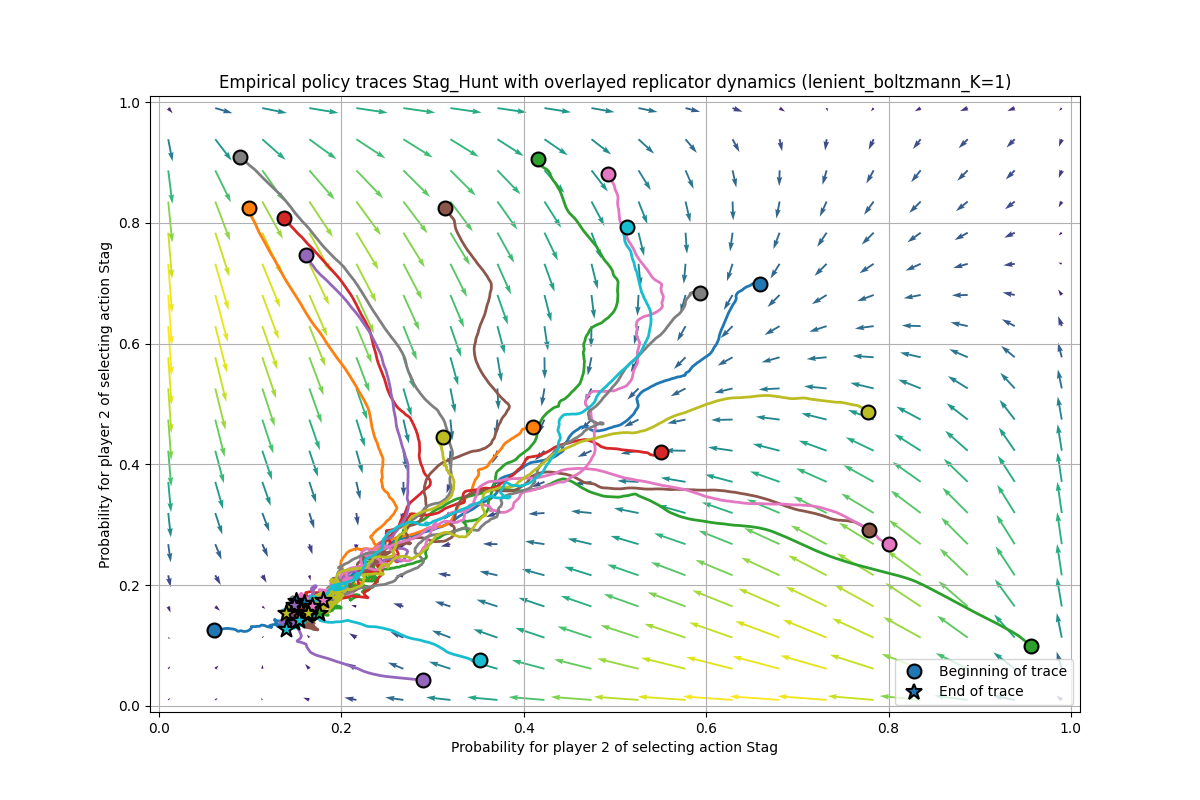 Empirical policy traces Stag_Hunt with overlayed replicator dynamics (lenient_boltzmann_K=1)
1.0
0.8
0.6
0.4
0.2
0.0
Probability for player 2 of selecting action Stag
Beginning of trace
End of trace
0.0 0.2 0.4 0.6 0.8 1.0
Probability for player 2 of selecting action Stag